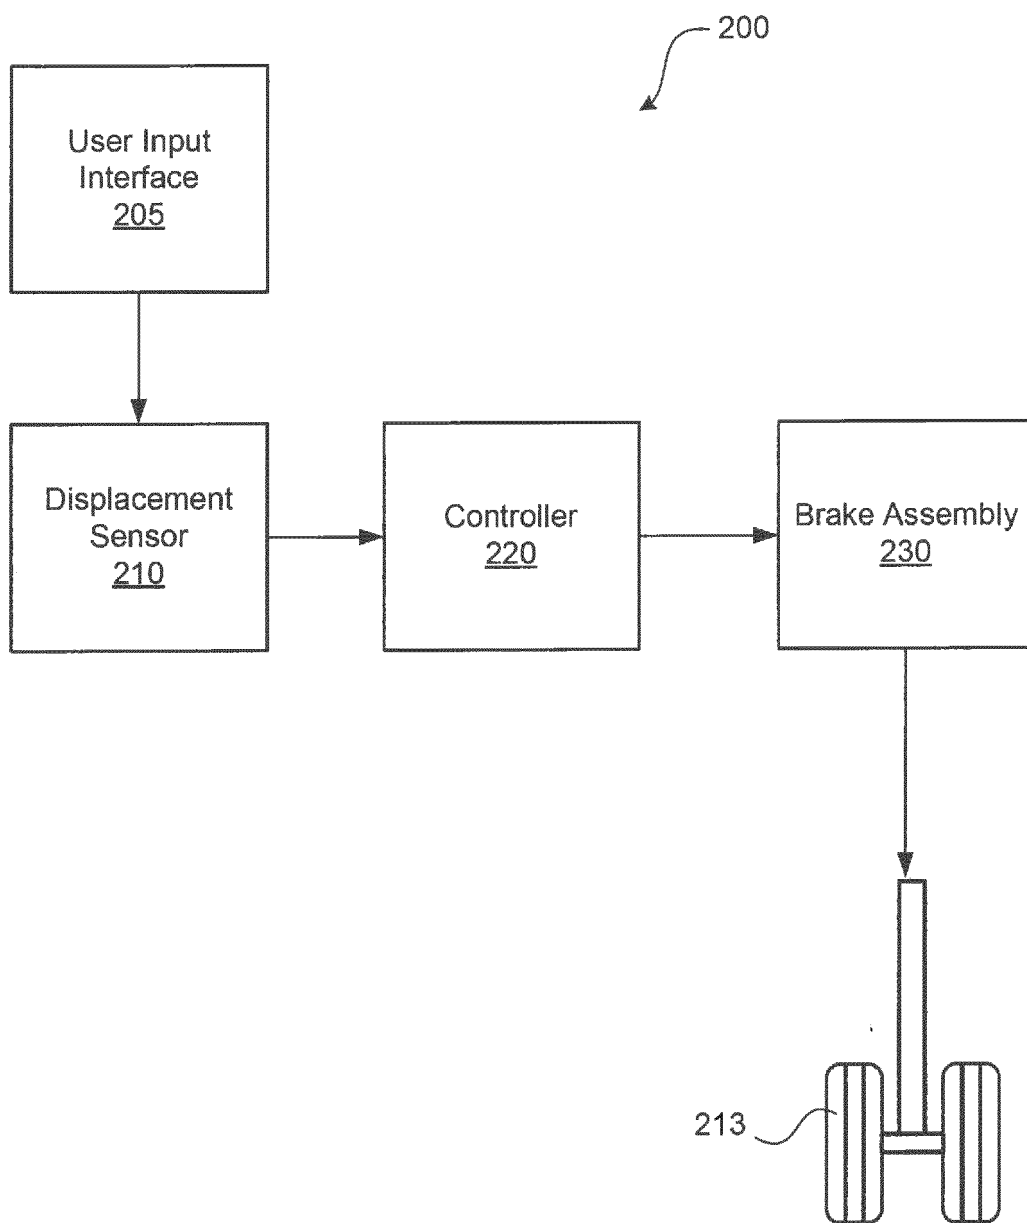 200
User Input
Interface
205
Displacement
Sensor
210
Controller
220
Brake Assembly
230
213